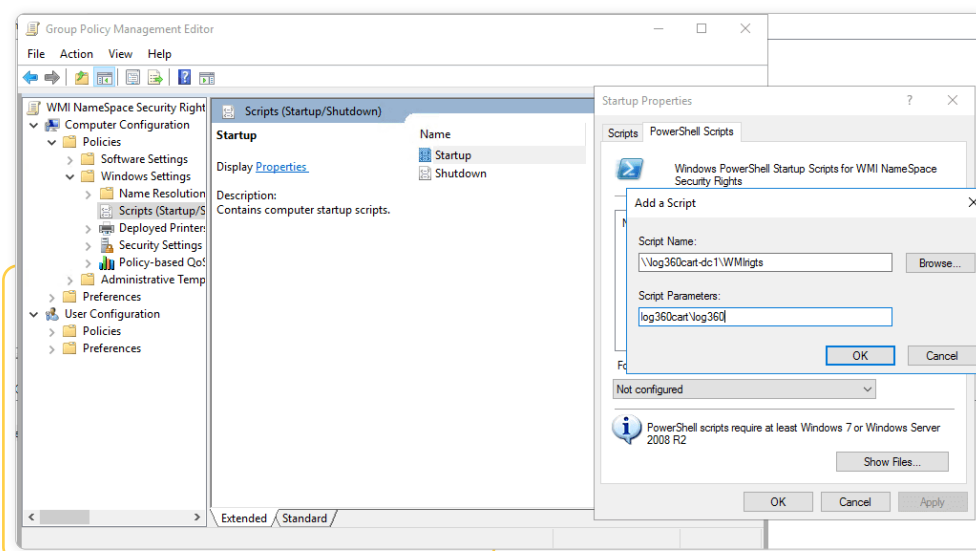 Group Policy Management Editor
File Action View Help
WMI NameSpace Security Right
Computer Configuration
Policies
Software Settings
Windows Settings
Name Resolution
Scripts (Startup/S
Deployed Printer
Security Settings
Policy-based QoS
Administrative Temp
Preferences
User Configuration
Policies
Preferences
Scripts (Startup/Shutdown)
Startup
Display Properties
Description:
Contains computer startup scripts.
Name
Startup
Shutdown
Extended Standard
Startup Properties
Scripts PowerShell Scripts
Windows PowerShell Startup Scripts for WMI NameSpace
Security Rights
Add a Script
Script Name:
\\log360cart-dc1\WMIrigts
Browse...
Script Parameters:
log360cart\log360
OK Cancel
Not configured
PowerShell scripts require at least Windows 7 or Windows Server
2008 R2
Show Files...
OK Cancel Apply